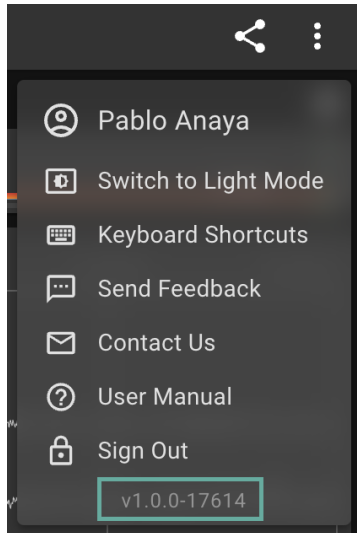 Pablo Anaya
Switch to Light Mode
Keyboard Shortcuts
Send Feedback
Contact Us
User Manual
Sign Out
v1.0.0-17614